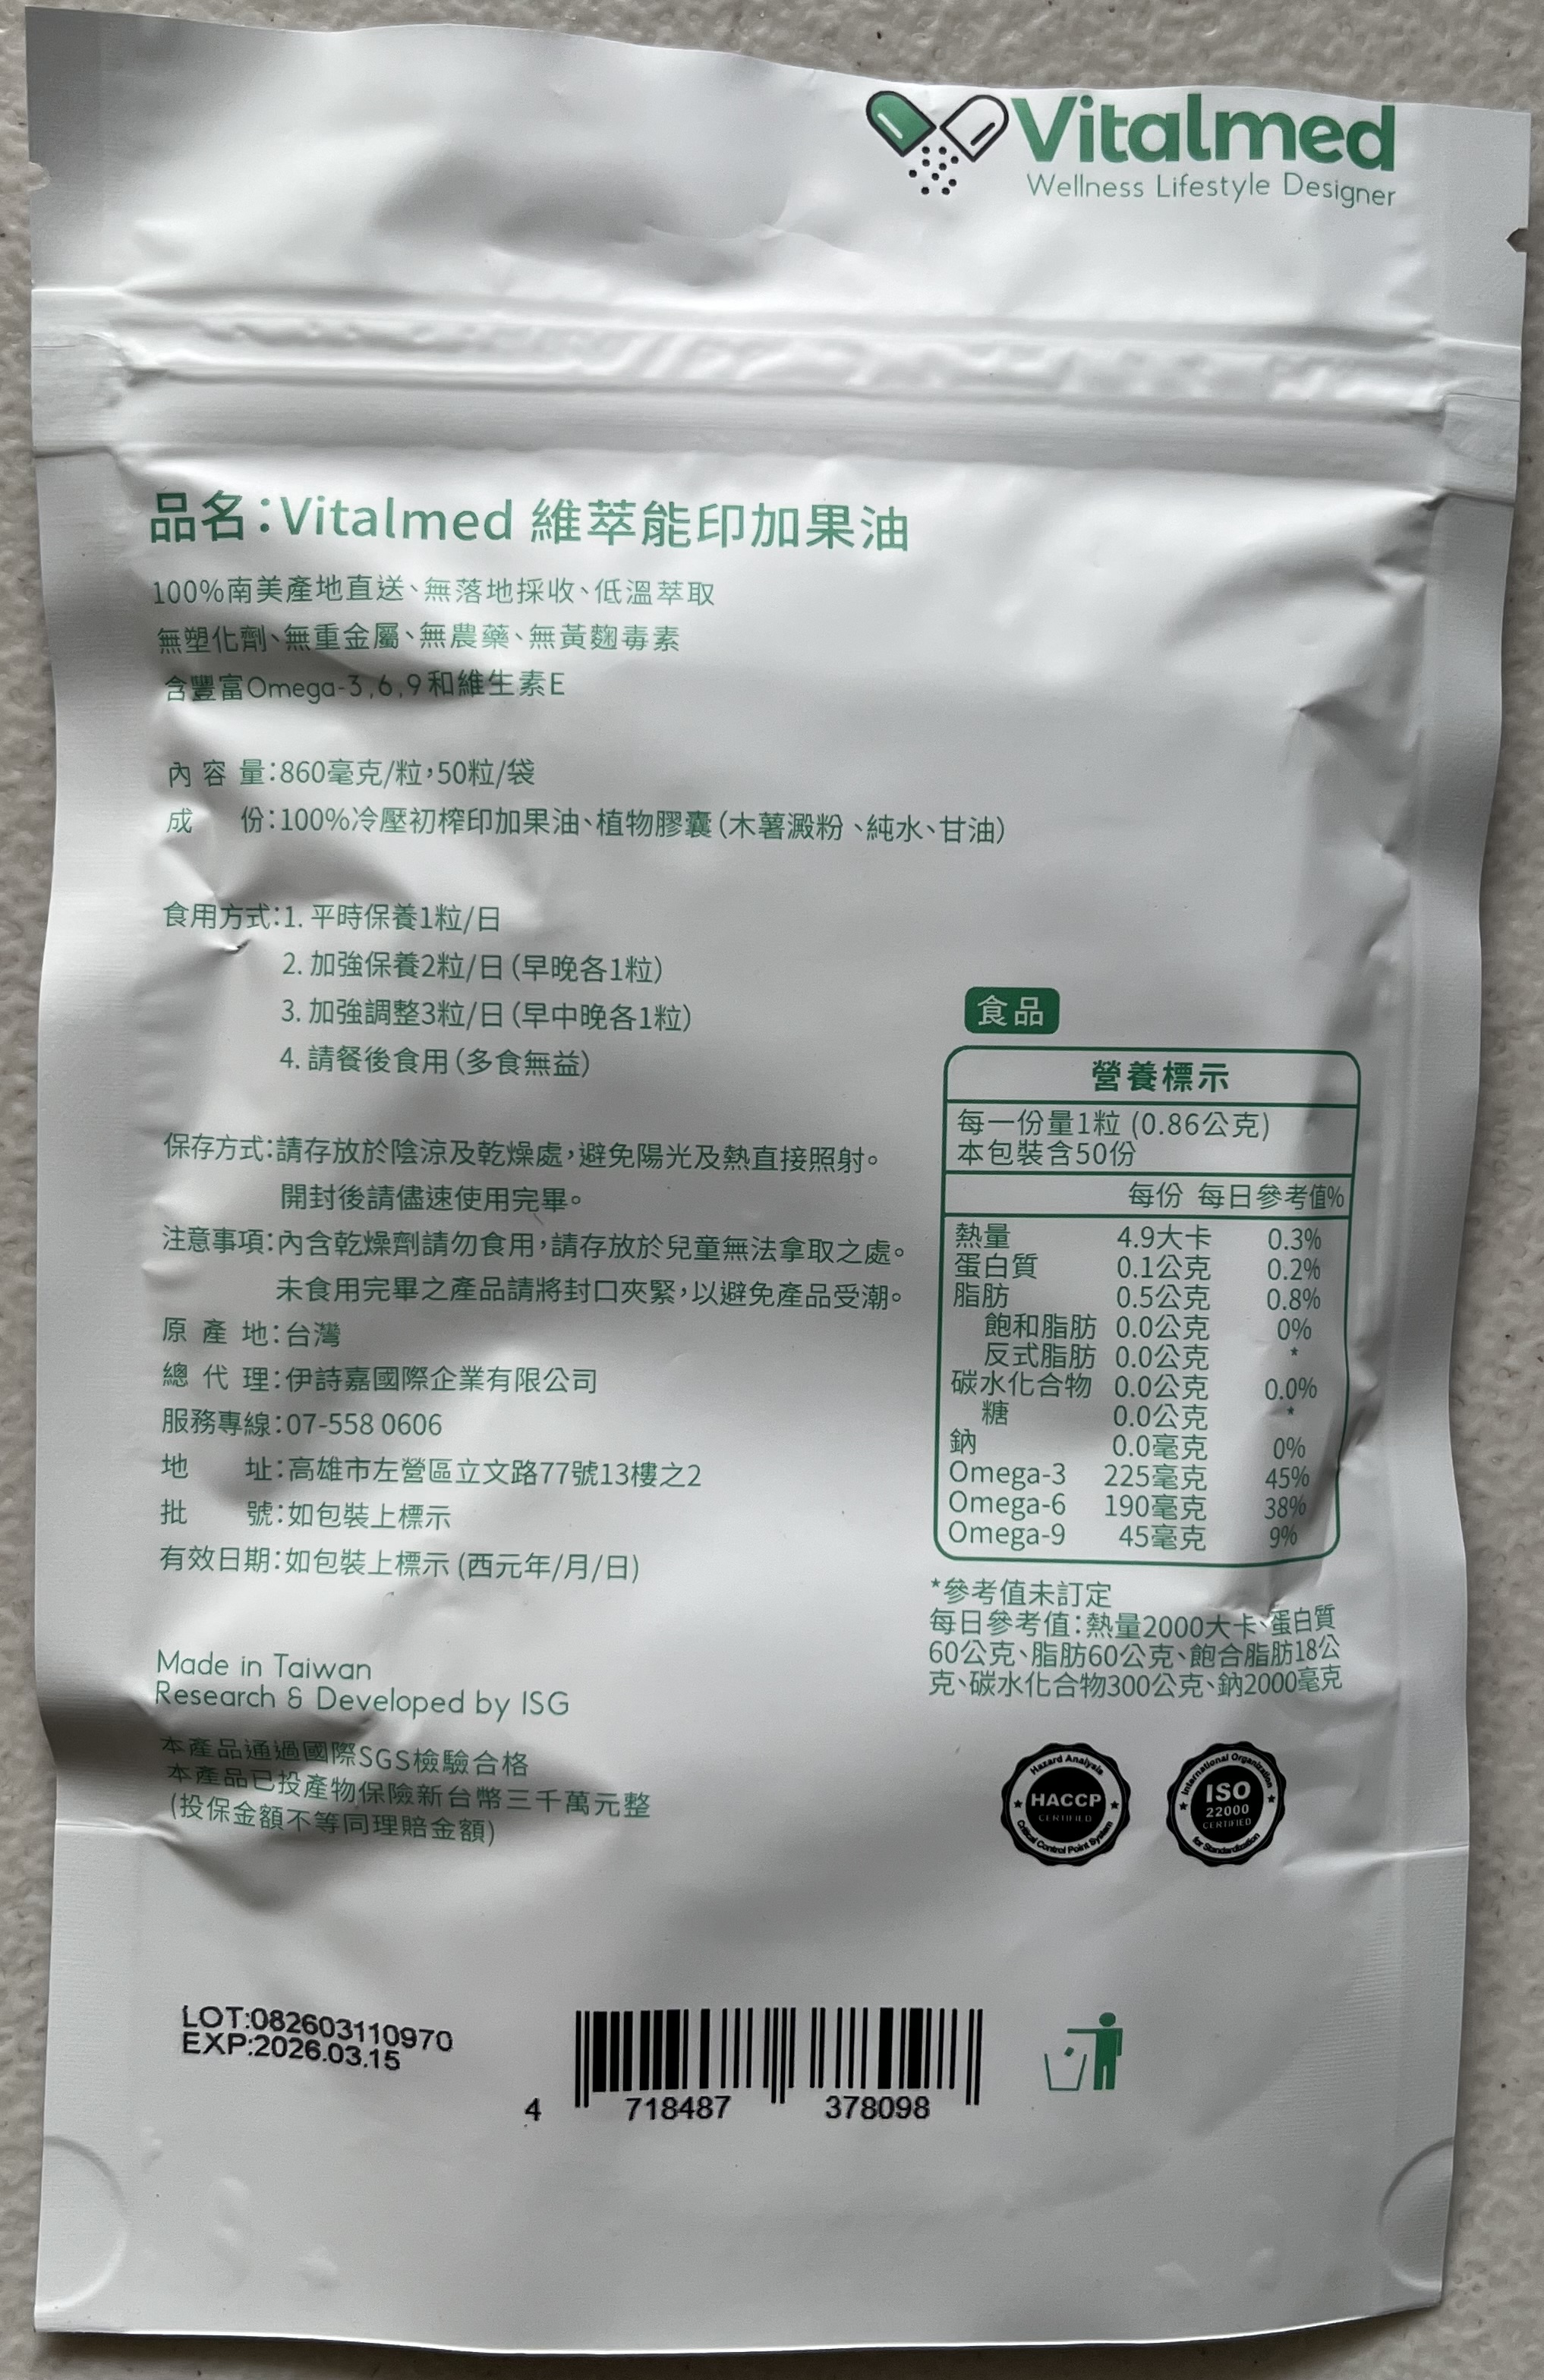 Vitalmed
Wellness Lifestyle Designer
品名：Vitalmed 維萃能印加果油
100%南美產地直送、無落地採收、低溫萃取
無塑化劑、無重金屬、無農藥、無黃麴毒素
含豐富Omega-3,6,9和維生素E
內 容 量：860毫克/粒，50粒/袋
成 份：100%冷壓初榨印加果油、植物膠囊（木薯澱粉、純水、甘油）
食用方式：1. 平時保養1粒/日
2. 加強保養2粒/日（早晚各1粒）
3. 加強調整3粒/日（早中晚各1粒）
4. 請餐後食用（多食無益）
保存方式：請存放於陰涼及乾燥處，避免陽光及熱直接照射。
開封後請儘速使用完畢。
注意事項：內含乾燥劑請勿食用，請存放於兒童無法拿取之處。
未食用完畢之產品請將封口夾緊，以避免產品受潮。
原 產 地：台灣
總 代 理：伊詩嘉國際企業有限公司
服務專線：07-558 0606
地 址：高雄市左營區立文路77號13樓之2
批 號：如包裝上標示
有效日期：如包裝上標示 (西元年/月/日)
Made in Taiwan
Research & Developed by ISG
本產品通過國際SGS檢驗合格
本產品已投產物保險新台幣三千萬元整
(投保金額不等同理賠金額)
食品
營養標示
每一份量1粒 (0.86公克)
本包裝含50份
每份 每日參考值%
熱量 4.9大卡 0.3%
蛋白質 0.1公克 0.2%
脂肪 0.5公克 0.8%
飽和脂肪 0.0公克 0%
反式脂肪 0.0公克 *
碳水化合物 0.0公克 0.0%
糖 0.0公克 *
鈉 0.0毫克 0%
Omega-3 225毫克 45%
Omega-6 190毫克 38%
Omega-9 45毫克 9%
*參考值未訂定
每日參考值：熱量2000大卡、蛋白質
60公克、脂肪60公克、飽合脂肪18公
克、碳水化合物300公克、鈉2000毫克
Hazard Analysis
HACCP
CERTIFIED
Critical Control Point System
International Organization
ISO
22000
CERTIFIED
for Standardization
LOT:082603110970
EXP:2026.03.15
4 718487 378098